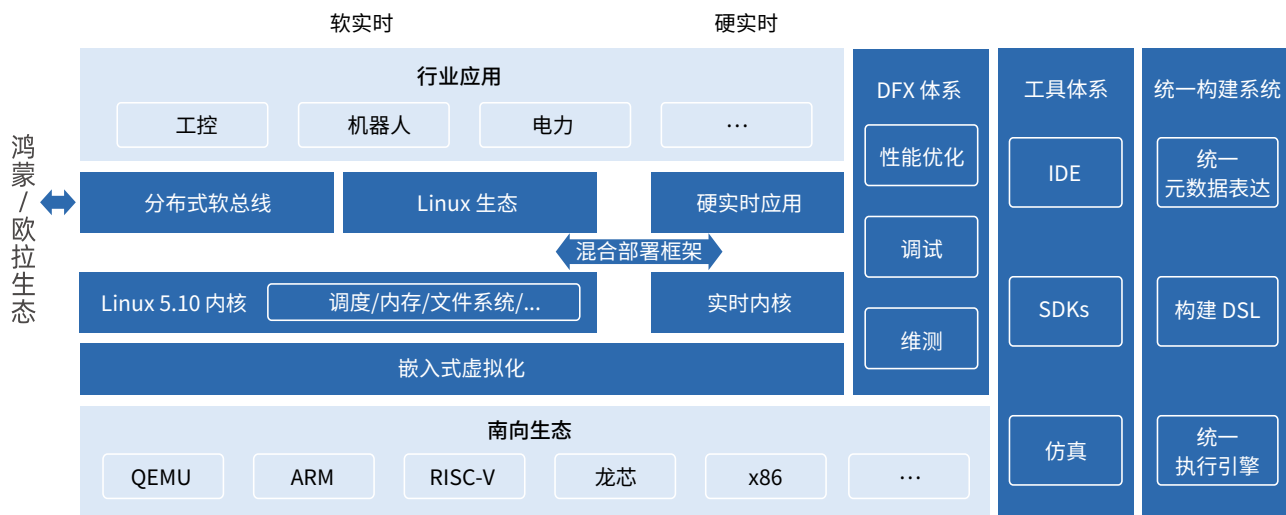 软实时
硬实时
行业应用
工控
机器人
电力
...
鸿蒙/欧拉生态
分布式软总线
Linux 生态
硬实时应用
混合部署框架
Linux 5.10 内核
调度/内存/文件系统/...
实时内核
嵌入式虚拟化
南向生态
QEMU
ARM
RISC-V
龙芯
x86
...
DFX 体系
性能优化
调试
维测
工具体系
IDE
SDKs
仿真
统一构建系统
统一
元数据表达
构建 DSL
统一
执行引擎